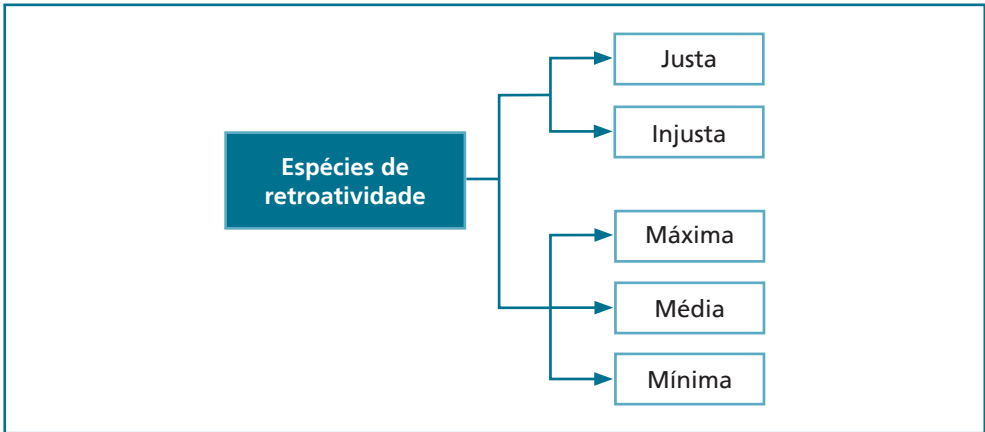 Espécies de
retroatividade
Justa
Injusta
Máxima
Média
Mínima